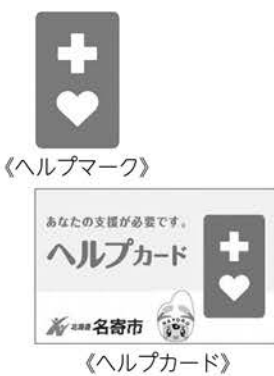 《ヘルプマーク》
あなたの支援が必要です。
ヘルプカード
北海道 名寄市
《ヘルプカード》